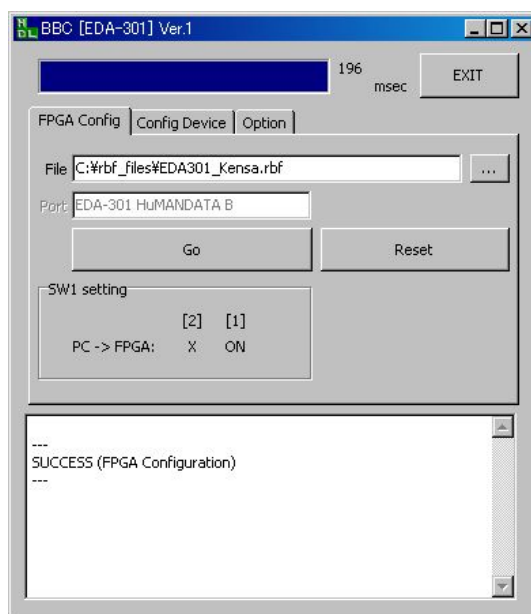 HDL BBC [EDA-301] Ver.1
196
msec
EXIT
FPGA Config Config Device Option
File C:¥rbf_files¥EDA301_Kensa.rbf ...
Port EDA-301 HuMANDATA B
Go Reset
SW1 setting
[2] [1]
PC -> FPGA: X ON
---
SUCCESS (FPGA Configuration)
---